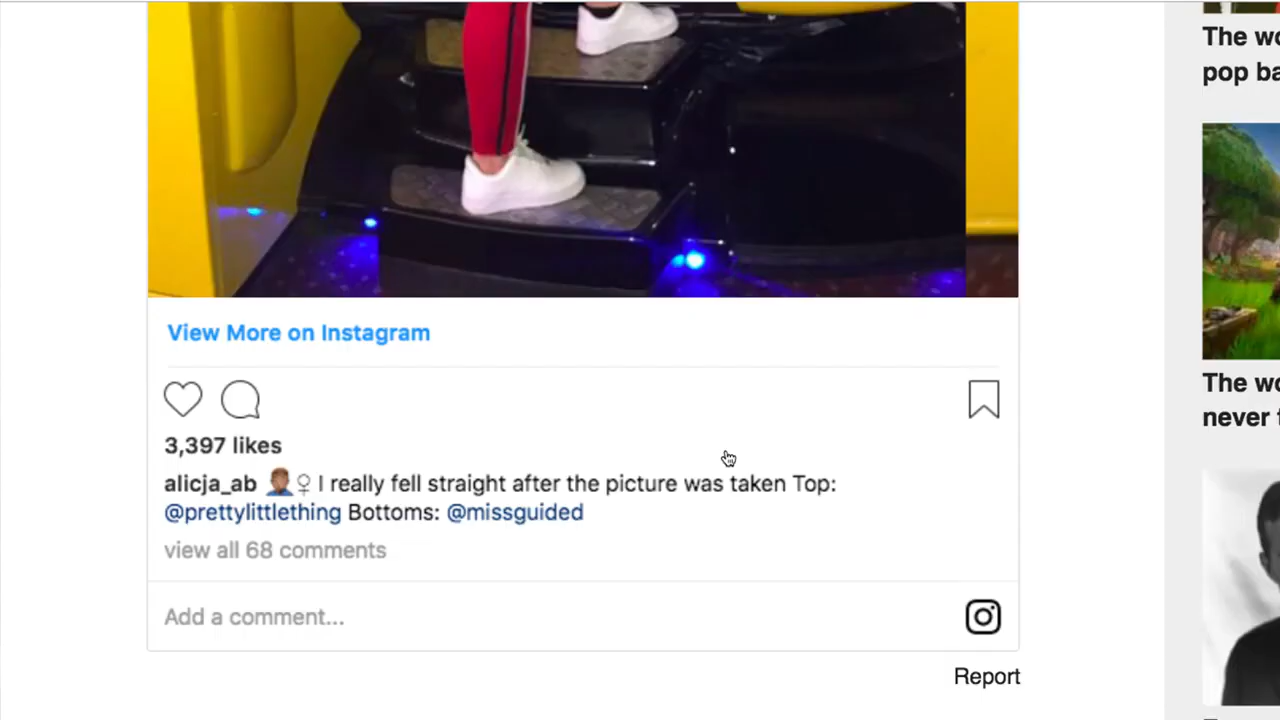 The wo
pop ba
View More on Instagram
3,397 likes
alicja_ab 🤦🏽♀ I really fell straight after the picture was taken Top:
@prettylittlething Bottoms: @missguided
view all 68 comments
Add a comment...
Report
The wo
never